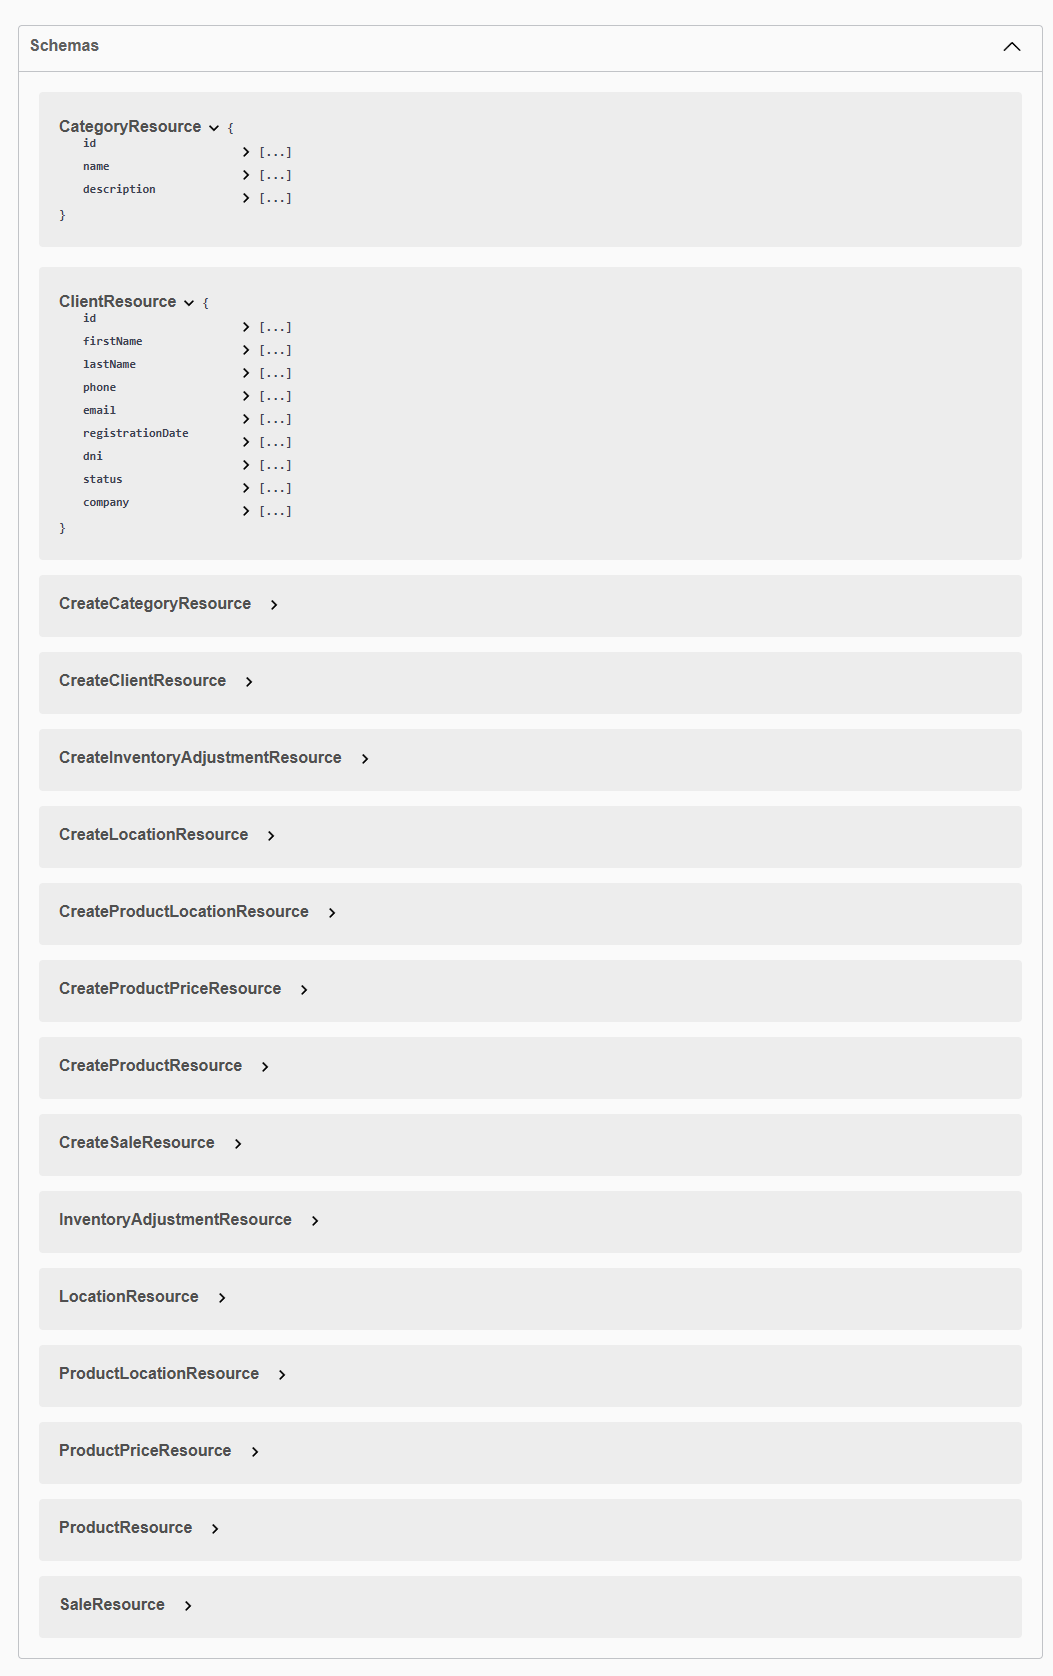 Schemas
CategoryResource {
id [...]
name [...]
description [...]
}
ClientResource {
id [...]
firstName [...]
lastName [...]
phone [...]
email [...]
registrationDate [...]
dni [...]
status [...]
company [...]
}
CreateCategoryResource
CreateClientResource
CreateInventoryAdjustmentResource
CreateLocationResource
CreateProductLocationResource
CreateProductPriceResource
CreateProductResource
CreateSaleResource
InventoryAdjustmentResource
LocationResource
ProductLocationResource
ProductPriceResource
ProductResource
SaleResource